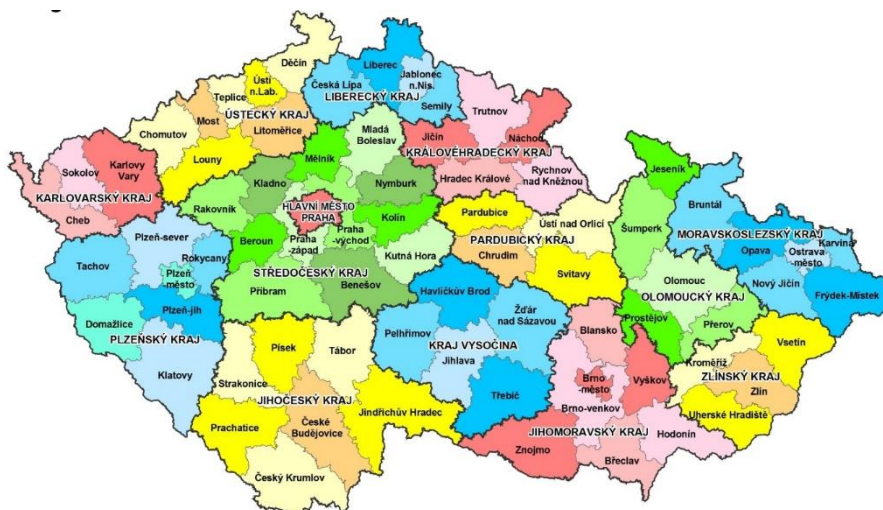 Děčín
Ústí
n.Lab.
Teplice
Most
ÚSTECKÝ KRAJ
Litoměřice
Chomutov
Louny
Liberec
Česká Lípa
Jablonec
n.Nis.
LIBERECKÝ KRAJ
Semily
Trutnov
Jičín
Náchod
KRÁLOVÉHRADECKÝ KRAJ
Hradec Králové
Rychnov
nad Kněžnou
Karlovy
Vary
Sokolov
KARLOVARSKÝ KRAJ
Cheb
Mladá
Boleslav
Mělník
Kladno
Nymburk
Rakovník
HLAVNÍ MĚSTO
PRAHA
Kolín
Beroun
Praha
-západ
Praha
-východ
Kutná Hora
STŘEDOČESKÝ KRAJ
Příbram
Benešov
Plzeň-sever
Rokycany
Tachov
Plzeň
město
Plzeň-jih
Domažlice
PLZEŇSKÝ KRAJ
Klatovy
Pardubice
Ústí nad Orlicí
PARDUBICKÝ KRAJ
Chrudim
Svitavy
Jeseník
Šumperk
Olomouc
OLOMOUCKÝ KRAJ
Prostějov
Přerov
Bruntál
MORAVSKOSLEZSKÝ KRAJ
Opava
Karviná
Ostrava
město
Nový Jičín
Frýdek-Místek
Havlíčkův Brod
Žďár
nad Sázavou
Pelhřimov
KRAJ VYSOČINA
Jihlava
Třebíč
Písek
Tábor
Strakonice
JIHOČESKÝ KRAJ
Jindřichův Hradec
Prachatice
České
Budějovice
Český Krumlov
Blansko
Brno
-město
Vyškov
Brno-venkov
JIHOMORAVSKÝ KRAJ
Hodonín
Znojmo
Břeclav
Vsetín
Kroměříž
ZLÍNSKÝ KRAJ
Zlín
Uherské Hradiště